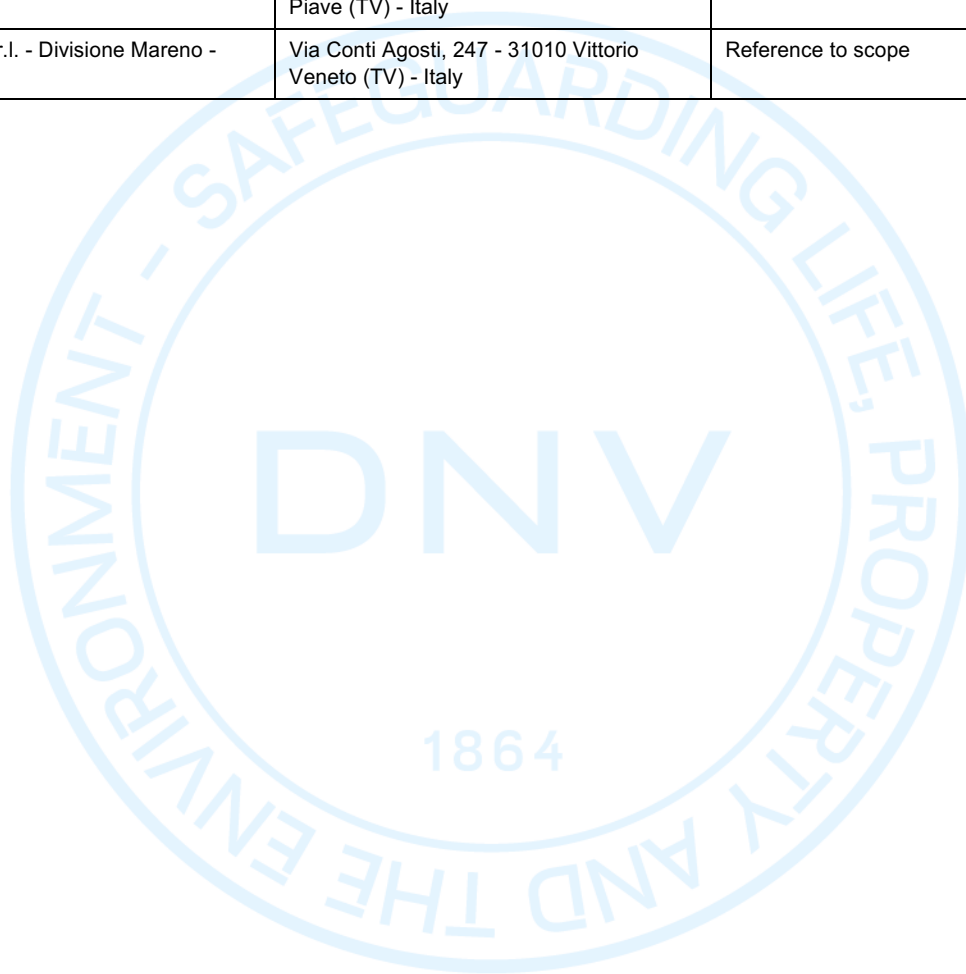 Piave (TV) - Italy
r.l. - Divisione Mareno -
Via Conti Agosti, 247 - 31010 Vittorio
Veneto (TV) - Italy
Reference to scope
SAFEGUARDING LIFE, PROPERTY AND THE ENVIRONMENT -
DNV
1864